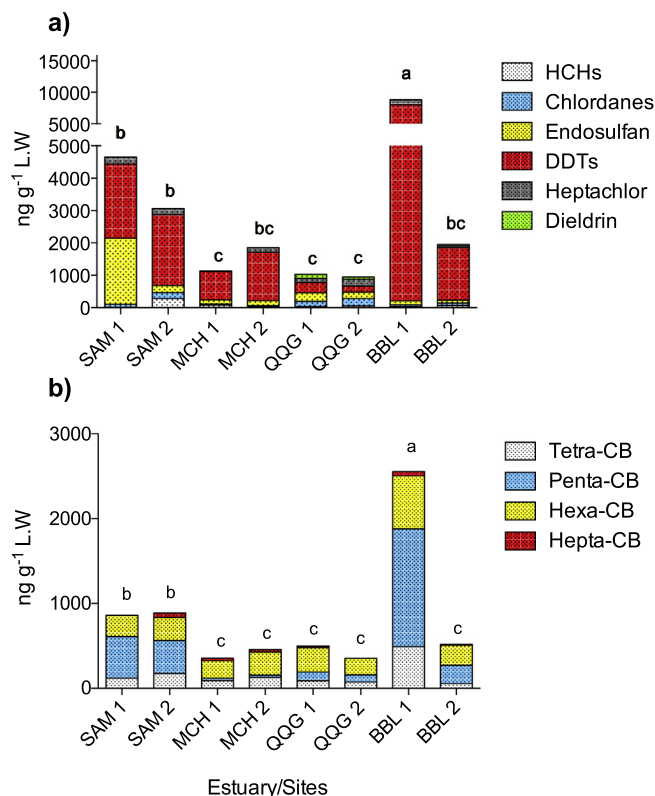 a)
15000
10000
5000
5000
4000
3000
2000
1000
0
ng g⁻¹ L.W
b
b
c
bc
c
c
a
bc
SAM 1
SAM 2
MCH 1
MCH 2
QQG 1
QQG 2
BBL 1
BBL 2
HCHs
Chlordanes
Endosulfan
DDTs
Heptachlor
Dieldrin
b)
3000
2000
1000
0
ng g⁻¹ L.W
b
b
c
c
c
c
a
c
SAM 1
SAM 2
MCH 1
MCH 2
QQG 1
QQG 2
BBL 1
BBL 2
Tetra-CB
Penta-CB
Hexa-CB
Hepta-CB
Estuary/Sites